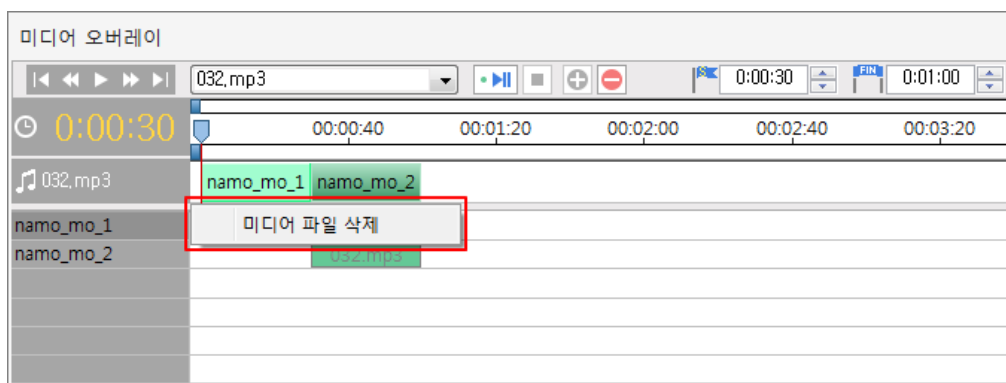 미디어 오버레이
032.mp3 S 0:00:30 FIN 0:01:00
0:00:30 00:00:40 00:01:20 00:02:00 00:02:40 00:03:20
032.mp3 namo_mo_1 namo_mo_2
namo_mo_1 미디어 파일 삭제
namo_mo_2 032.mp3